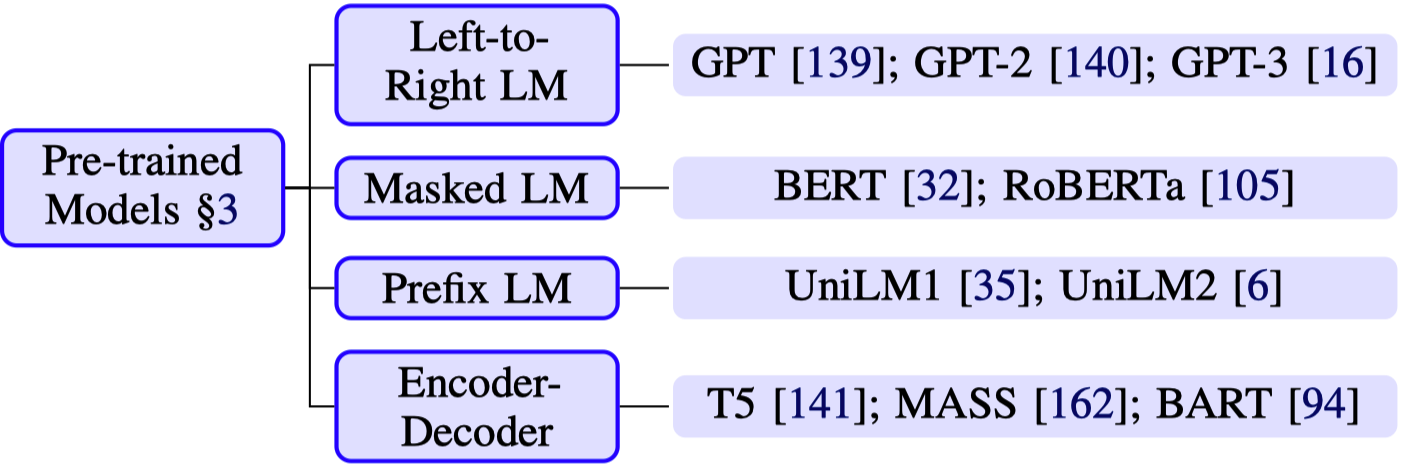 Left-to-
Right LM
GPT [139]; GPT-2 [140]; GPT-3 [16]
Pre-trained
Models §3
Masked LM
BERT [32]; RoBERTa [105]
Prefix LM
UniLM1 [35]; UniLM2 [6]
Encoder-
Decoder
T5 [141]; MASS [162]; BART [94]